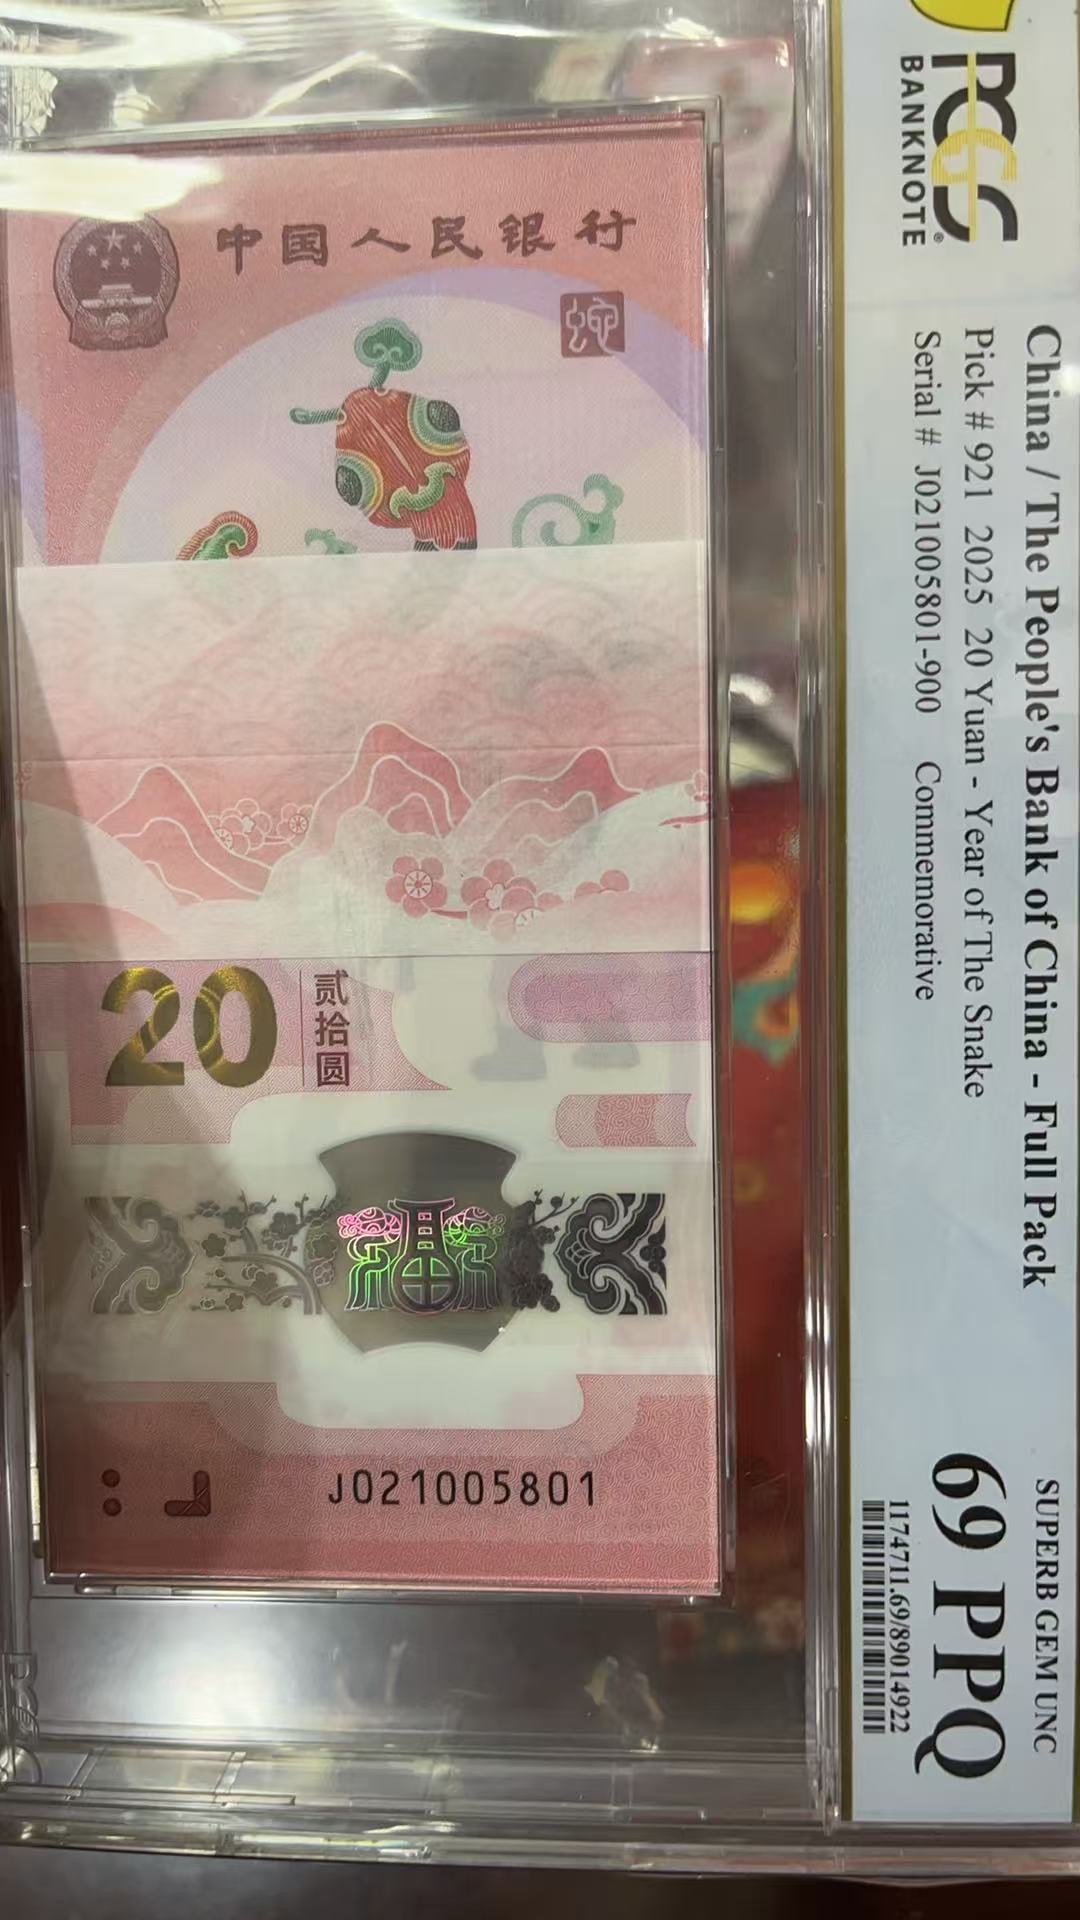 PCGS
BANKNOTE
China / The People's Bank of China - Full Pack
Pick # 921 2025 20 Yuan - Year of The Snake
Serial # J021005801-900 Commemorative
SUPERB GEM UNC
69 PPQ
1174711.69/89014922
中国人民银行
蛇
20
贰拾圆
J021005801